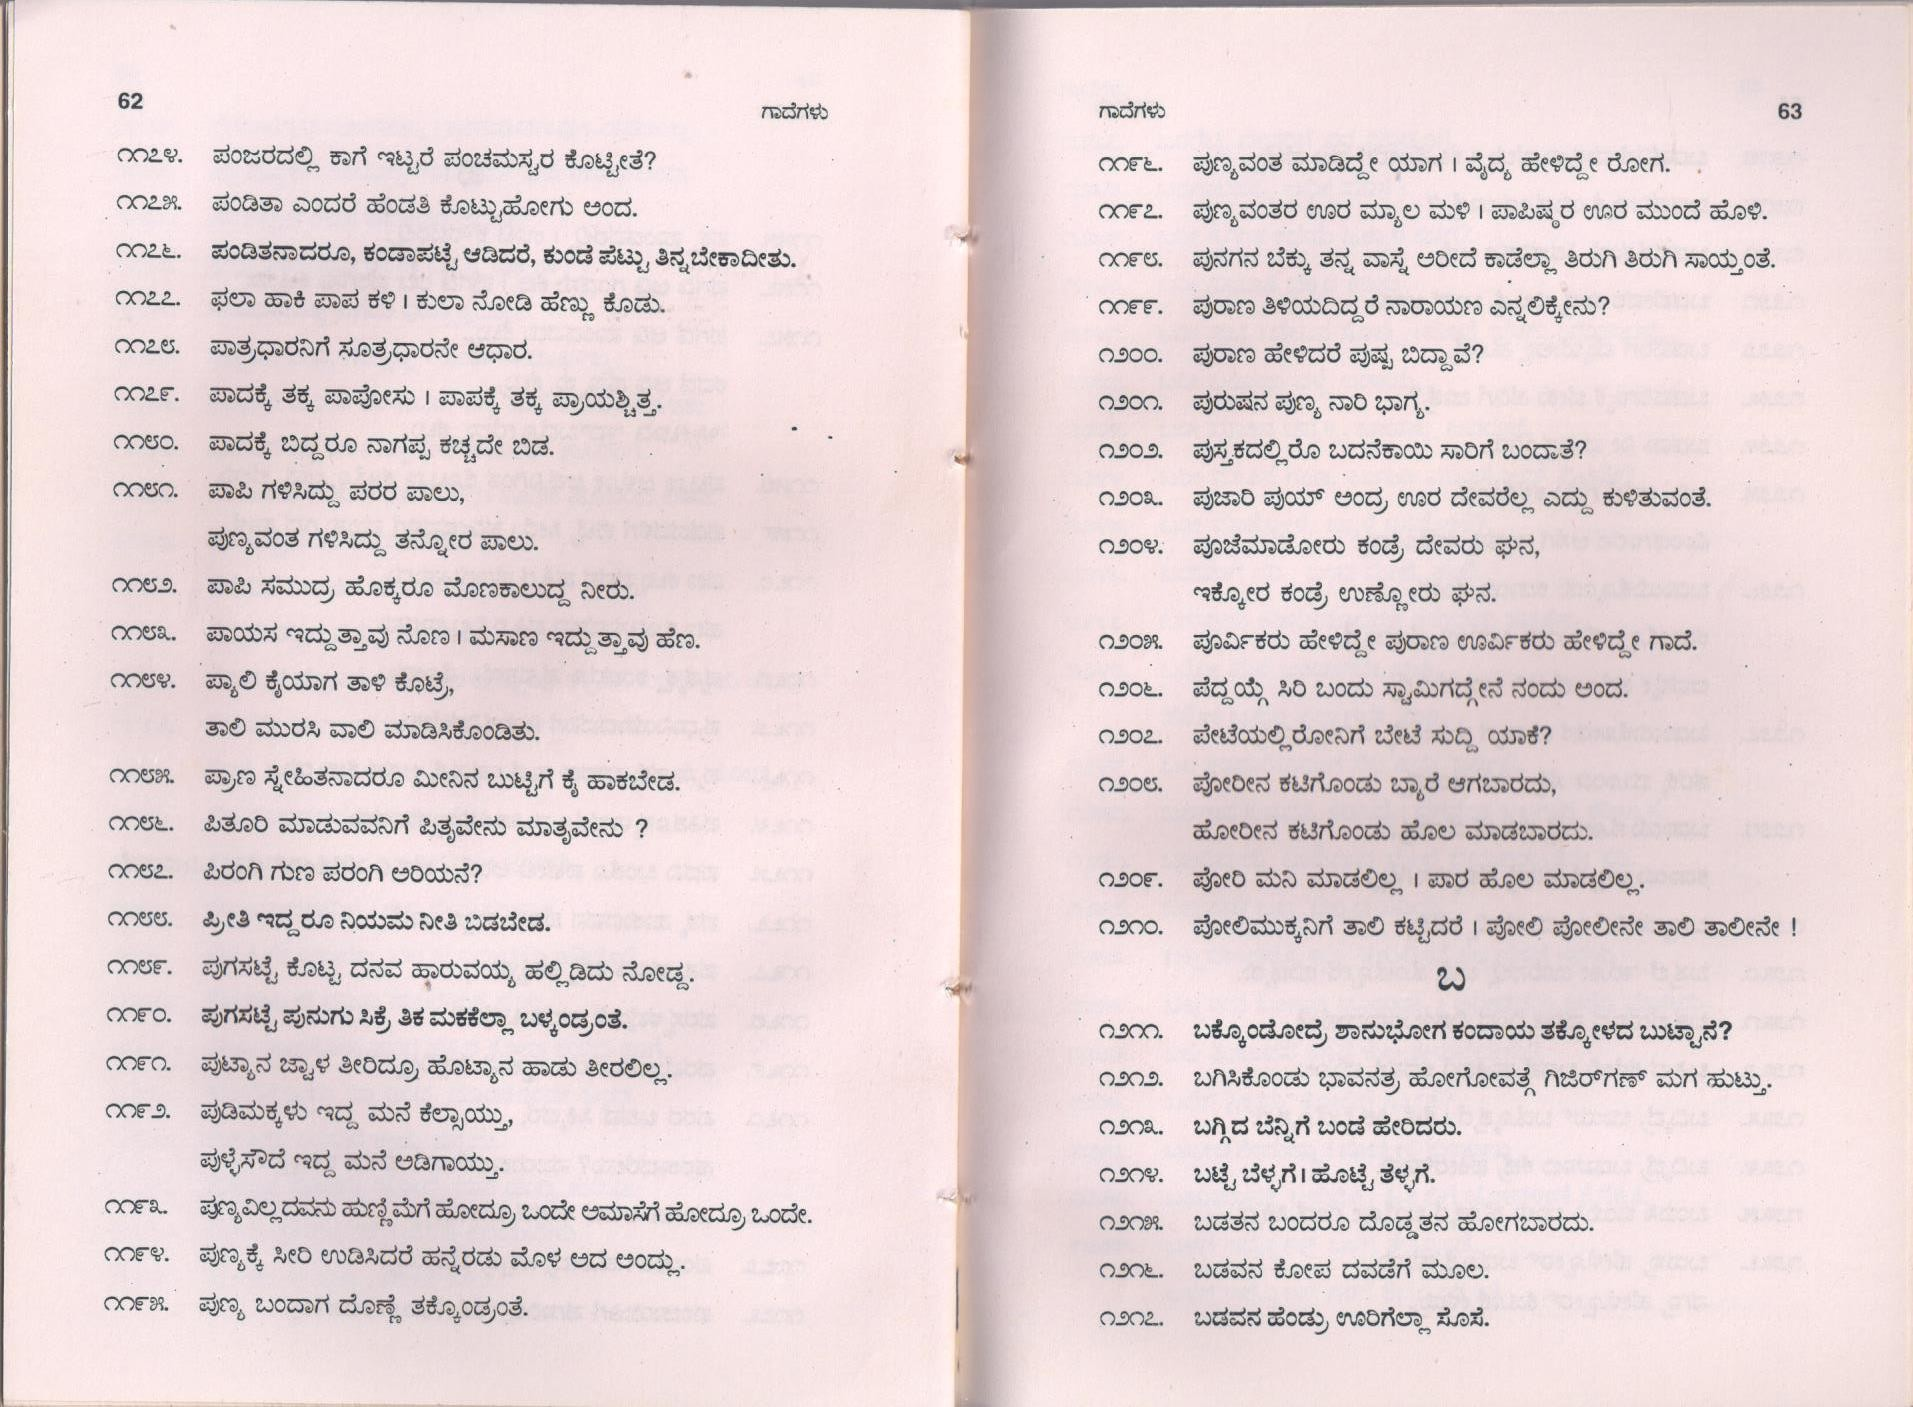 62
ಗಾದೆಗಳು
೧೧೭೪. ಪಂಜರದಲ್ಲಿ ಕಾಗೆ ಇಟ್ಟರೆ ಪಂಚಮಸ್ವರ ಕೊಟ್ಟೀತೆ?
೧೧೭೫. ಪಂಡಿತಾ ಎಂದರೆ ಹೆಂಡತಿ ಕೊಟ್ಟುಹೋಗು ಅಂದ.
೧೧೭೬. ಪಂಡಿತನಾದರೂ, ಕಂಡಾಪಟ್ಟೆ ಆಡಿದರೆ, ಕುಂಡೆ ಪೆಟ್ಟು ತಿನ್ನಬೇಕಾದೀತು.
೧೧೭೭. ಫಲಾ ಹಾಕಿ ಪಾಪ ಕಳಿ । ಕುಲಾ ನೋಡಿ ಹೆಣ್ಣು ಕೊಡು.
೧೧೭೮. ಪಾತ್ರಧಾರನಿಗೆ ಸೂತ್ರಧಾರನೇ ಆಧಾರ.
೧೧೭೯. ಪಾದಕ್ಕೆ ತಕ್ಕ ಪಾಪೋಸು । ಪಾಪಕ್ಕೆ ತಕ್ಕ ಪ್ರಾಯಶ್ಚಿತ್ತ.
೧೧೮೦. ಪಾದಕ್ಕೆ ಬಿದ್ದರೂ ನಾಗಪ್ಪ ಕಚ್ಚದೇ ಬಿಡ.
೧೧೮೧. ಪಾಪಿ ಗಳಿಸಿದ್ದು ಪರರ ಪಾಲು,
ಪುಣ್ಯವಂತ ಗಳಿಸಿದ್ದು ತನ್ನೋರ ಪಾಲು.
೧೧೮೨. ಪಾಪಿ ಸಮುದ್ರ ಹೊಕ್ಕರೂ ಮೊಣಕಾಲುದ್ದ ನೀರು.
೧೧೮೩. ಪಾಯಸ ಇದ್ದುತ್ತಾವು ನೊಣ । ಮಸಾಣ ಇದ್ದುತ್ತಾವು ಹೆಣ.
೧೧೮೪. ಪ್ಯಾಲಿ ಕೈಯಾಗ ತಾಳಿ ಕೊಟ್ರೆ,
ತಾಲಿ ಮುರಸಿ ವಾಲಿ ಮಾಡಿಸಿಕೊಂಡಿತು.
೧೧೮೫. ಪ್ರಾಣ ಸ್ನೇಹಿತನಾದರೂ ಮೀನಿನ ಬುಟ್ಟಿಗೆ ಕೈ ಹಾಕಬೇಡ.
೧೧೮೬. ಪಿತೂರಿ ಮಾಡುವವನಿಗೆ ಪಿತೃವೇನು ಮಾತೃವೇನು ?
೧೧೮೭. ಪಿರಂಗಿ ಗುಣ ಪರಂಗಿ ಅರಿಯನೆ?
೧೧೮೮. ಪ್ರೀತಿ ಇದ್ದರೂ ನಿಯಮ ನೀತಿ ಬಿಡಬೇಡ.
೧೧೮೯. ಪುಗಸಟ್ಟೆ ಕೊಟ್ಟ ದನವ ಹಾರುವಯ್ಯ ಹಲ್ಲಿಡಿದು ನೋಡ್ದ.
೧೧೯೦. ಪುಗಸಟ್ಟೆ ಪುನುಗು ಸಿಕ್ರೆ ತಿಕ ಮಕಕೆಲ್ಲಾ ಬಳ್ಕಂಡ್ರಂತೆ.
೧೧೯೧. ಪುಟ್ಯಾನ ಜ್ವಾಳ ತೀರಿದ್ರೂ ಹೊಟ್ಯಾನ ಹಾಡು ತೀರಲಿಲ್ಲ.
೧೧೯೨. ಪುಡಿಮಕ್ಕಳು ಇದ್ದ ಮನೆ ಕೆಲ್ಸಾಯ್ತು,
ಪುಳ್ಳೆಸೌದೆ ಇದ್ದ ಮನೆ ಅಡಿಗಾಯ್ತು.
೧೧೯೩. ಪುಣ್ಯವಿಲ್ಲದವನು ಹುಣ್ಣಿಮೆಗೆ ಹೋದ್ರೂ ಒಂದೇ ಅಮಾಸೆಗೆ ಹೋದ್ರೂ ಒಂದೇ.
೧೧೯೪. ಪುಣ್ಯಕ್ಕೆ ಸೀರಿ ಉಡಿಸಿದರೆ ಹನ್ನೆರಡು ಮೊಳ ಅದ ಅಂದ್ಲು.
೧೧೯೫. ಪುಣ್ಯ ಬಂದಾಗ ದೊಣ್ಣೆ ತಕ್ಕೊಂಡ್ರಂತೆ.
ಗಾದೆಗಳು
63
೧೧೯೬. ಪುಣ್ಯವಂತ ಮಾಡಿದ್ದೇ ಯಾಗ । ವೈದ್ಯ ಹೇಳಿದ್ದೇ ರೋಗ.
೧೧೯೭. ಪುಣ್ಯವಂತರ ಊರ ಮ್ಯಾಲ ಮಳಿ । ಪಾಪಿಷ್ಠರ ಊರ ಮುಂದೆ ಹೊಳಿ.
೧೧೯೮. ಪುನಗನ ಬೆಕ್ಕು ತನ್ನ ವಾಸ್ನೆ ಅರೀದೆ ಕಾಡೆಲ್ಲಾ ತಿರುಗಿ ತಿರುಗಿ ಸಾಯ್ತಂತೆ.
೧೧೯೯. ಪುರಾಣ ತಿಳಿಯದಿದ್ದರೆ ನಾರಾಯಣ ಎನ್ನಲಿಕ್ಕೇನು?
೧೨೦೦. ಪುರಾಣ ಹೇಳಿದರೆ ಪುಷ್ಪ ಬಿದ್ದಾವೆ?
೧೨೦೧. ಪುರುಷನ ಪುಣ್ಯ ನಾರಿ ಭಾಗ್ಯ.
೧೨೦೨. ಪುಸ್ತಕದಲ್ಲಿರೊ ಬದನೆಕಾಯಿ ಸಾರಿಗೆ ಬಂದಾತೆ?
೧೨೦೩. ಪುಜಾರಿ ಪುಯ್ ಅಂದ್ರ ಊರ ದೇವರೆಲ್ಲ ಎದ್ದು ಕುಳಿತುವಂತೆ.
೧೨೦೪. ಪೂಜೆಮಾಡೋರು ಕಂಡ್ರೆ ದೇವರು ಘನ,
ಇಕ್ಕೋರ ಕಂಡ್ರೆ ಉಣ್ಣೋರು ಘನ.
೧೨೦೫. ಪೂರ್ವಿಕರು ಹೇಳಿದ್ದೇ ಪುರಾಣ ಊರ್ವಿಕರು ಹೇಳಿದ್ದೇ ಗಾದೆ.
೧೨೦೬. ಪೆದ್ದಯ್ಗೆ ಸಿರಿ ಬಂದು ಸ್ವಾಮಿಗದ್ಗೇನೆ ನಂದು ಅಂದ.
೧೨೦೭. ಪೇಟೆಯಲ್ಲಿರೋನಿಗೆ ಬೇಟೆ ಸುದ್ದಿ ಯಾಕೆ?
೧೨೦೮. ಪೋರೀನ ಕಟಿಗೊಂಡು ಬ್ಯಾರೆ ಆಗಬಾರದು,
ಹೋರೀನ ಕಟಿಗೊಂಡು ಹೊಲ ಮಾಡಬಾರದು.
೧೨೦೯. ಪೋರಿ ಮನಿ ಮಾಡಲಿಲ್ಲ । ಪಾರ ಹೊಲ ಮಾಡಲಿಲ್ಲ.
೧೨೧೦. ಪೋಲಿಮುಕ್ಕನಿಗೆ ತಾಲಿ ಕಟ್ಟಿದರೆ । ಪೋಲಿ ಪೋಲೀನೇ ತಾಲಿ ತಾಲೀನೇ !
ಬ
೧೨೧೧. ಬಕ್ಕೊಂಡೋದ್ರೆ ಶಾನುಭೋಗ ಕಂದಾಯ ತಕ್ಕೋಳದ ಬುಟ್ಟಾನೆ?
೧೨೧೨. ಬಗಿಸಿಕೊಂಡು ಭಾವನತ್ರ ಹೋಗೋವತ್ಗೆ ಗಿಜಿರ್‌ಗಣ್ ಮಗ ಹುಟ್ತು.
೧೨೧೩. ಬಗ್ಗಿದ ಬೆನ್ನಿಗೆ ಬಂಡೆ ಹೇರಿದರು.
೧೨೧೪. ಬಟ್ಟೆ ಬೆಳ್ಳಗೆ। ಹೊಟ್ಟೆ ತೆಳ್ಳಗೆ.
೧೨೧೫. ಬಡತನ ಬಂದರೂ ದೊಡ್ಡತನ ಹೋಗಬಾರದು.
೧೨೧೬. ಬಡವನ ಕೋಪ ದವಡೆಗೆ ಮೂಲ.
೧೨೧೭. ಬಡವನ ಹೆಂಡ್ರು ಊರಿಗೆಲ್ಲಾ ಸೊಸೆ.